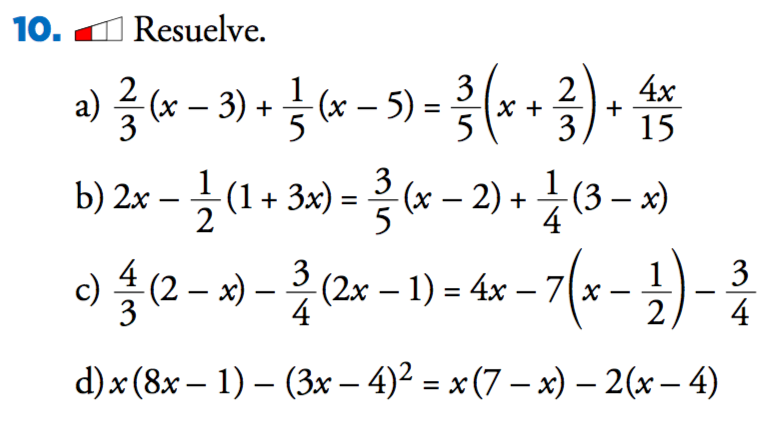 10. Resuelve.
a) 2/3 (x – 3) + 1/5 (x – 5) = 3/5 (x + 2/3) + 4x/15
b) 2x – 1/2 (1 + 3x) = 3/5 (x – 2) + 1/4 (3 – x)
c) 4/3 (2 – x) – 3/4 (2x – 1) = 4x – 7 (x – 1/2) – 3/4
d) x(8x – 1) – (3x – 4)² = x(7 – x) – 2(x – 4)